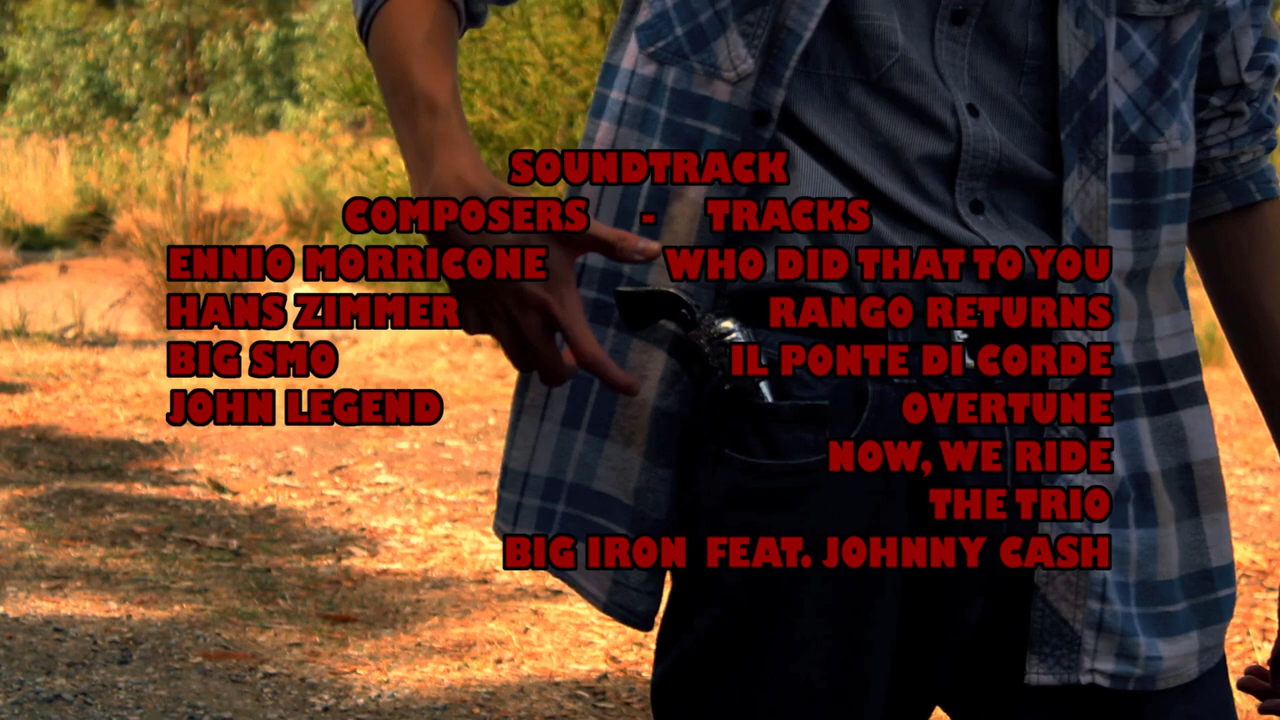 SOUNDTRACK
COMPOSERS - TRACKS
ENNIO MORRICONE WHO DID THAT TO YOU
HANS ZIMMER RANGO RETURNS
BIG SMO IL PONTE DI CORDE
JOHN LEGEND OVERTUNE
NOW, WE RIDE
THE TRIO
BIG IRON FEAT. JOHNNY CASH